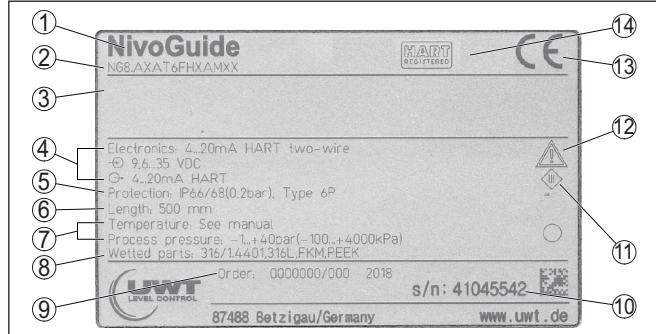 ① NivoGuide
② NG8.AXAT6FHXAMXX
HART
REGISTERED
⑭
CE
⑬
③
④ Electronics: 4...20mA HART two-wire
9,6...35 VDC
4...20mA HART
⑫
⑤ Protection: IP66/68(0.2bar), Type 6P
⑥ Length: 500 mm
⑦ Temperature: See manual
Process pressure: -1...+40bar(-100...+4000kPa)
⑪
⑧ Wetted parts: 316/1.4401,316L,FKM,PEEK
⑨ Order: 0000000/000 2018
UWT
LEVEL CONTROL
s/n: 41045542 ⑩
87488 Betzigau/Germany www.uwt.de